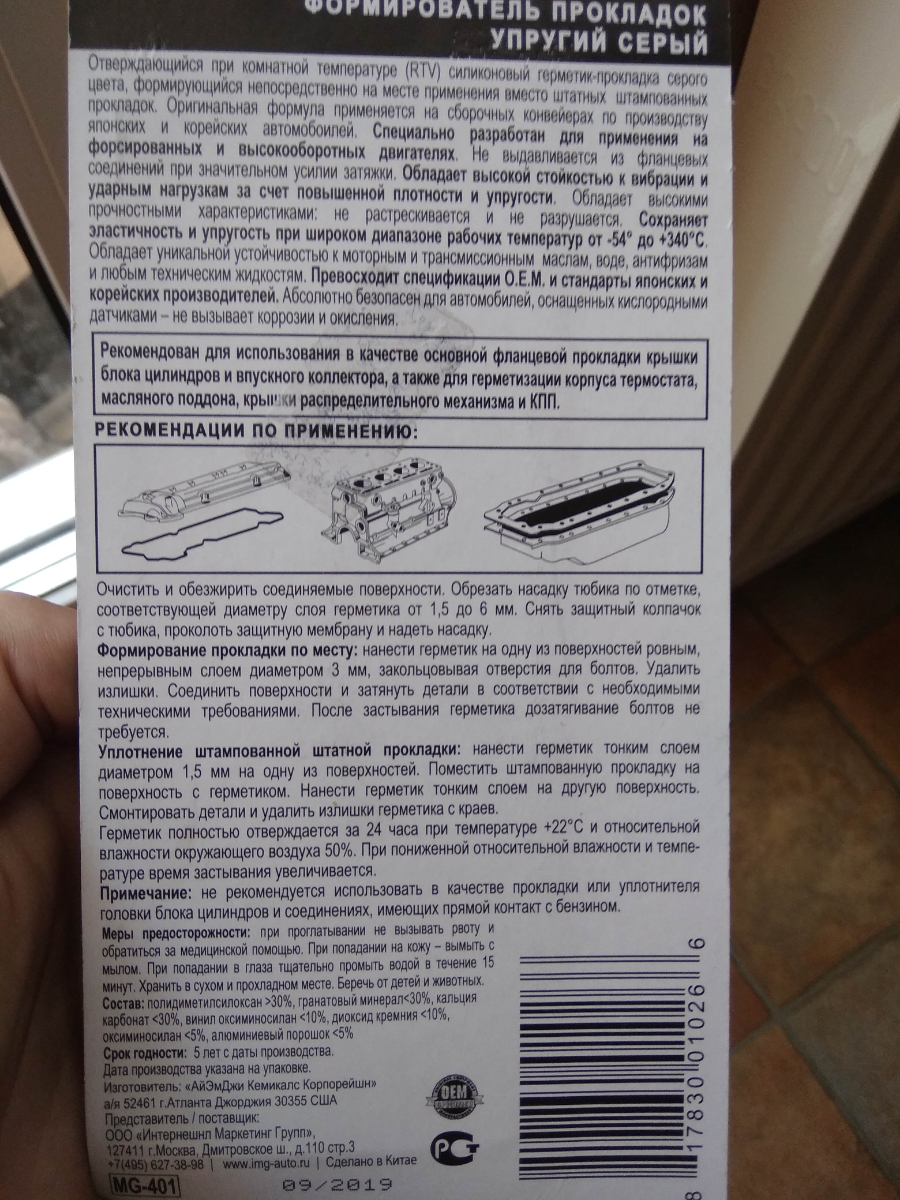 ФОРМИРОВАТЕЛЬ ПРОКЛАДОК
УПРУГИЙ СЕРЫЙ
Отверждающийся при комнатной температуре (RTV) силиконовый герметик-прокладка серого
цвета, формирующийся непосредственно на месте применения вместо штатных штампованных
прокладок. Оригинальная формула применяется на сборочных конвейерах по производству
японских и корейских автомобоилей. Специально разработан для применения на
форсированных и высокооборотных двигателях. Не выдавливается из фланцевых
соединений при значительном усилии затяжки. Обладает высокой стойкостью к вибрации и
ударным нагрузкам за счет повышенной плотности и упругости. Обладает высокими
прочностными характеристиками: не растрескивается и не разрушается. Сохраняет
эластичность и упругость при широком диапазоне рабочих температур от -54° до +340°С.
Обладает уникальной устойчивостью к моторным и трансмиссионным маслам, воде, антифризам
и любым техническим жидкостям. Превосходит спецификации О.Е.М. и стандарты японских и
корейских производителей. Абсолютно безопасен для автомобилей, оснащенных кислородными
датчиками – не вызывает коррозии и окисления.
Рекомендован для использования в качестве основной фланцевой прокладки крышки
блока цилиндров и впускного коллектора, а также для герметизации корпуса термостата,
масляного поддона, крышки распределительного механизма и КПП.
РЕКОМЕНДАЦИИ ПО ПРИМЕНЕНИЮ:
Очистить и обезжирить соединяемые поверхности. Обрезать насадку тюбика по отметке,
соответствующей диаметру слоя герметика от 1,5 до 6 мм. Снять защитный колпачок
с тюбика, проколоть защитную мембрану и надеть насадку.
Формирование прокладки по месту: нанести герметик на одну из поверхностей ровным,
непрерывным слоем диаметром 3 мм, закольцовывая отверстия для болтов. Удалить
излишки. Соединить поверхности и затянуть детали в соответствии с необходимыми
техническими требованиями. После застывания герметика дозатягивание болтов не
требуется.
Уплотнение штампованной штатной прокладки: нанести герметик тонким слоем
диаметром 1,5 мм на одну из поверхностей. Поместить штампованную прокладку на
поверхность с герметиком. Нанести герметик тонким слоем на другую поверхность.
Смонтировать детали и удалить излишки герметика с краев.
Герметик полностью отверждается за 24 часа при температуре +22°С и относительной
влажности окружающего воздуха 50%. При пониженной относительной влажности и темпе-
ратуре время застывания увеличивается.
Примечание: не рекомендуется использовать в качестве прокладки или уплотнителя
головки блока цилиндров и соединениях, имеющих прямой контакт с бензином.
Меры предосторожности: при проглатывании не вызывать рвоту и
обратиться за медицинской помощью. При попадании на кожу – вымыть с
мылом. При попадании в глаза тщательно промыть водой в течение 15
минут. Хранить в сухом и прохладном месте. Беречь от детей и животных.
Состав: полидиметилсилоксан >30%, гранатовый минерал<30%, кальция
карбонат <30%, винил оксиминосилан <10%, диоксид кремния <10%,
оксиминосилан <5%, алюминиевый порошок <5%
Срок годности: 5 лет с даты производства.
Дата производства указана на упаковке.
Изготовитель: «АйЭмДжи Кемикалс Корпорейшн»
а/я 52461 г.Атланта Джорджия 30355 США
Представитель / поставщик:
ООО «Интернешнл Маркетинг Групп»,
127411 г.Москва, Дмитровское ш., д.110 стр.3
+7(495) 627-38-98 | www.img-auto.ru | Сделано в Китае
MG-401
09/2019
OEM
РСТ
8 17830 01026 6